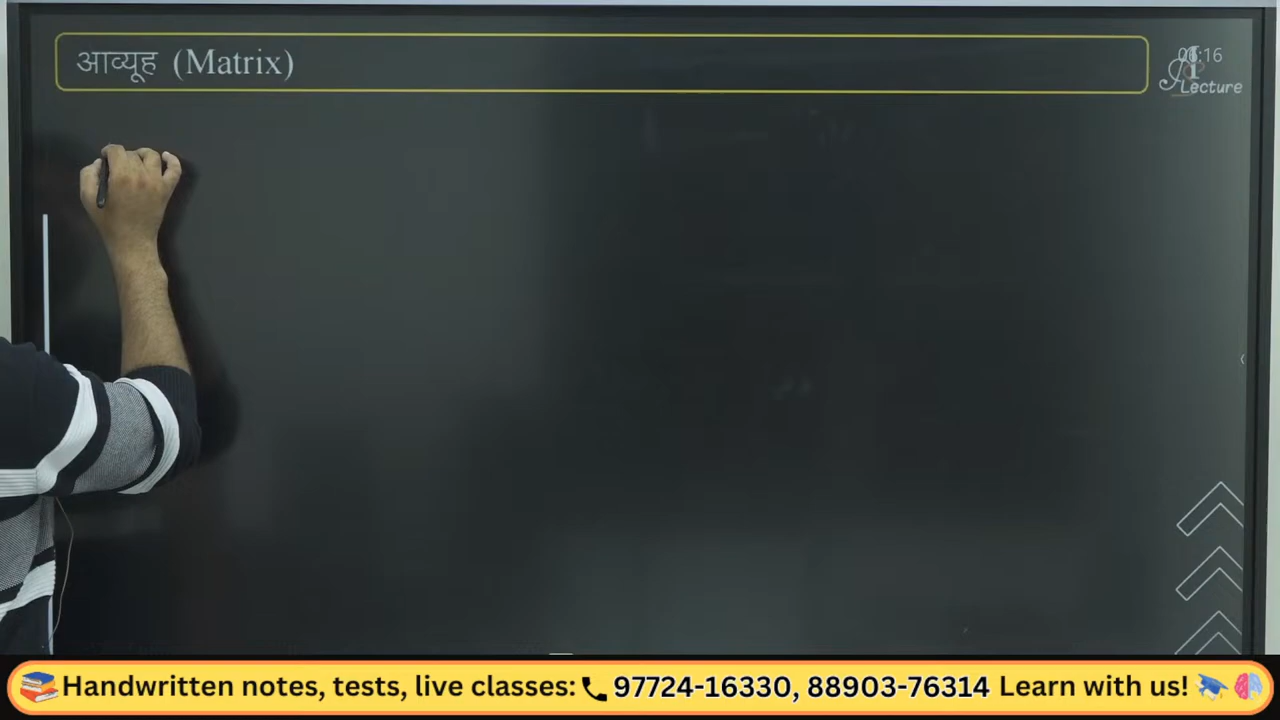 आव्यूह (Matrix)
Lecture
Handwritten notes, tests, live classes: 97724-16330, 88903-76314 Learn with us!